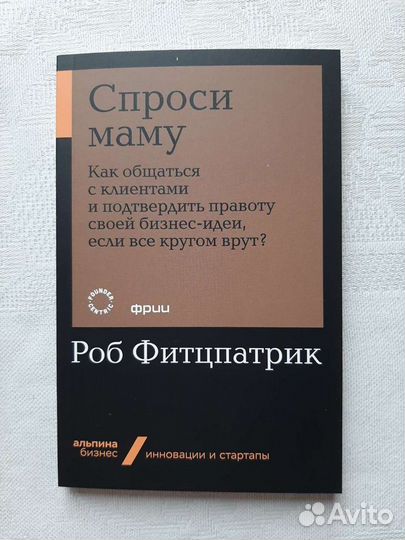 Спроси
маму
Как общаться
с клиентами
и подтвердить правоту
своей бизнес-идеи,
если все кругом врут?
FOUNDER
CENTRIC
фрии
Роб Фитцпатрик
альпина
бизнес
инновации и стартапы
Avito